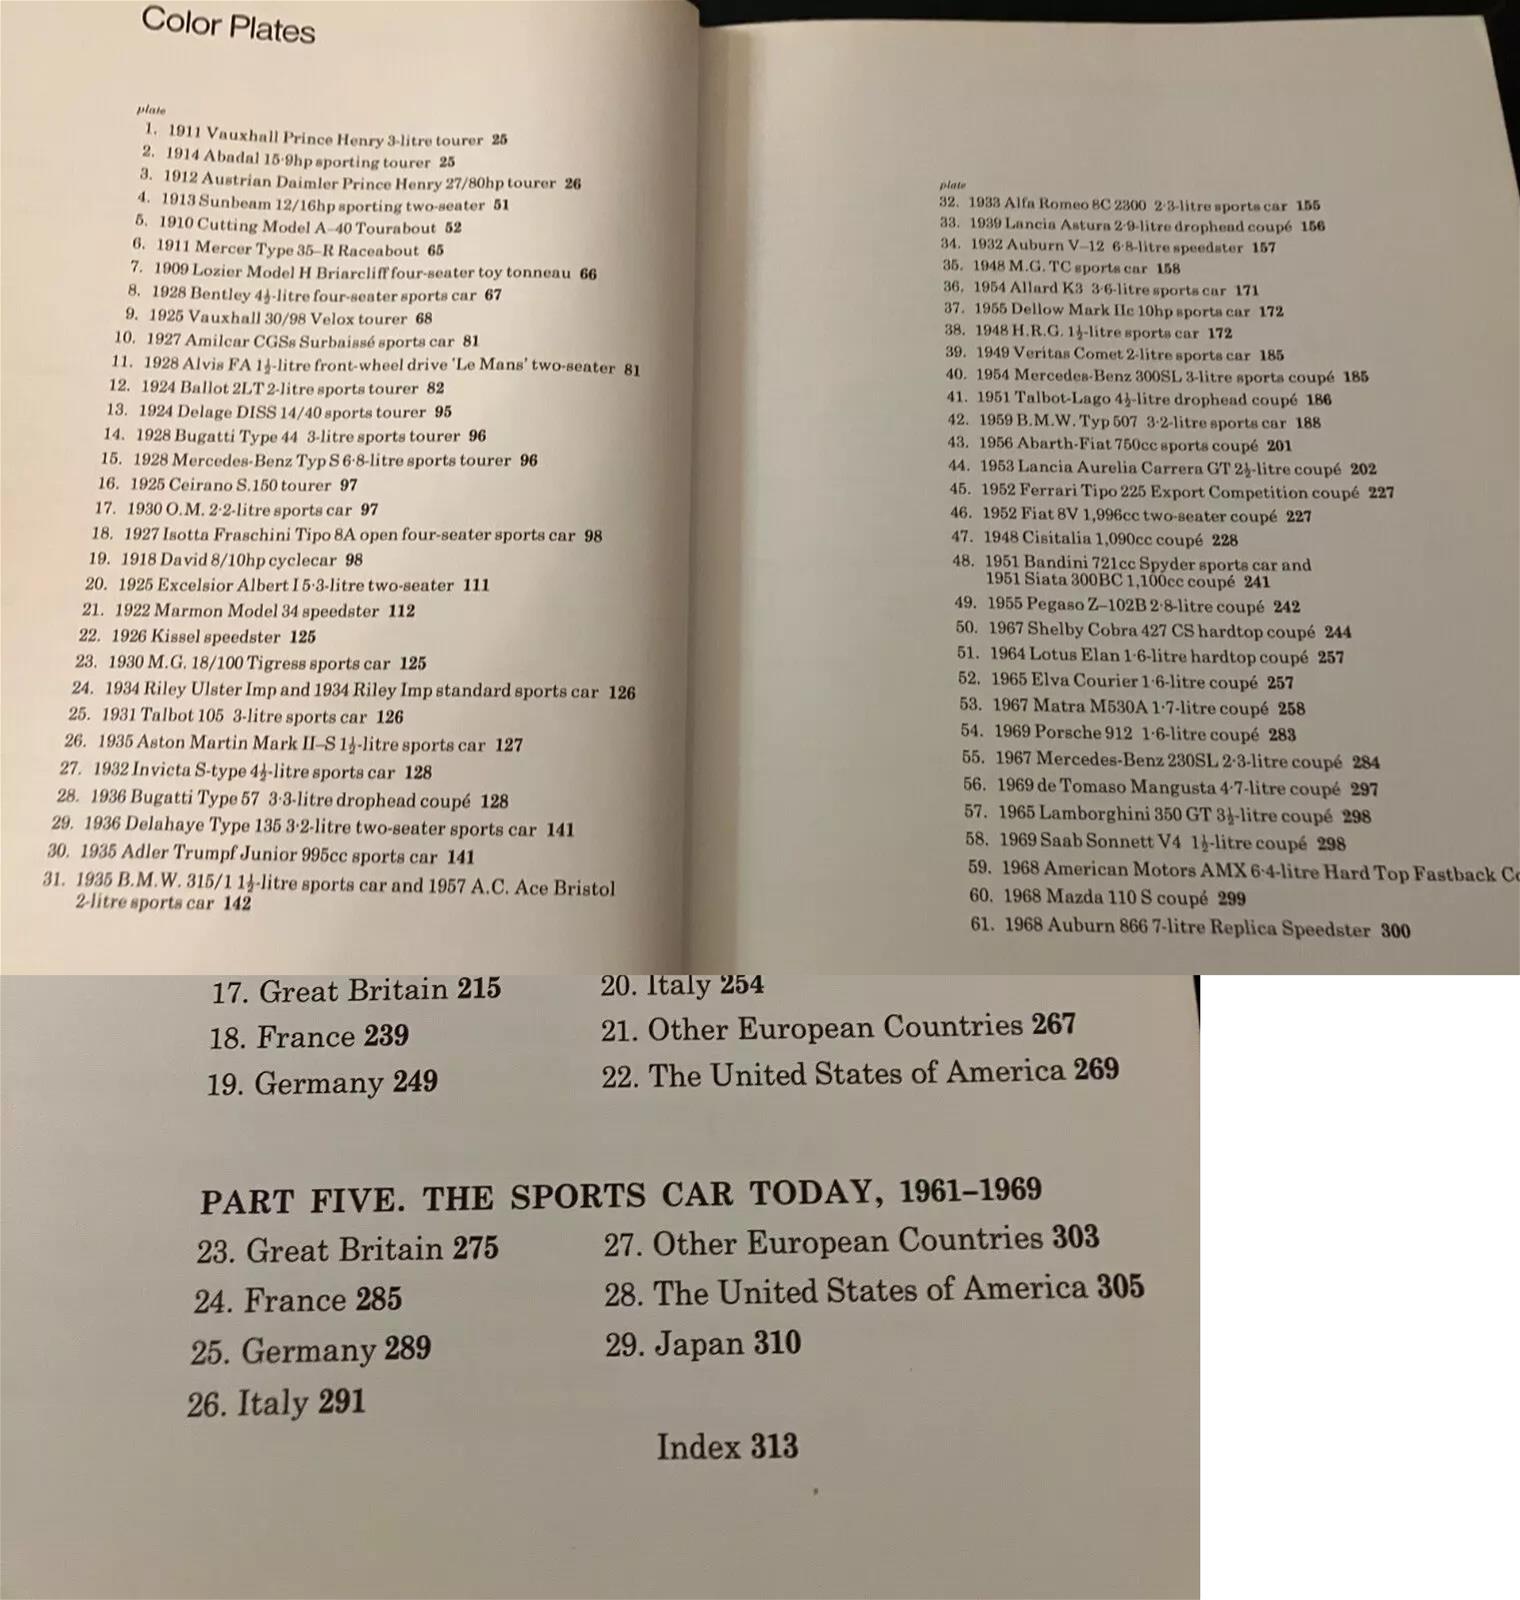 Color Plates
plate
1. 1911 Vauxhall Prince Henry 3-litre tourer 25
2. 1914 Abadal 15·9hp sporting tourer 25
3. 1912 Austrian Daimler Prince Henry 27/80hp tourer 26
4. 1913 Sunbeam 12/16hp sporting two-seater 51
5. 1910 Cutting Model A–40 Tourabout 52
6. 1911 Mercer Type 35–R Raceabout 65
7. 1909 Lozier Model H Briarcliff four-seater toy tonneau 66
8. 1928 Bentley 4½-litre four-seater sports car 67
9. 1925 Vauxhall 30/98 Velox tourer 68
10. 1927 Amilcar CGSs Surbaissé sports car 81
11. 1928 Alvis FA 1½-litre front-wheel drive 'Le Mans' two-seater 81
12. 1924 Ballot 2LT 2-litre sports tourer 82
13. 1924 Delage DISS 14/40 sports tourer 95
14. 1928 Bugatti Type 44 3-litre sports tourer 96
15. 1928 Mercedes-Benz Typ S 6·8-litre sports tourer 96
16. 1925 Ceirano S.150 tourer 97
17. 1930 O.M. 2·2-litre sports car 97
18. 1927 Isotta Fraschini Tipo 8A open four-seater sports car 98
19. 1918 David 8/10hp cyclecar 98
20. 1925 Excelsior Albert I 5·3-litre two-seater 111
21. 1922 Marmon Model 34 speedster 112
22. 1926 Kissel speedster 125
23. 1930 M.G. 18/100 Tigress sports car 125
24. 1934 Riley Ulster Imp and 1934 Riley Imp standard sports car 126
25. 1931 Talbot 105 3-litre sports car 126
26. 1935 Aston Martin Mark II–S 1½-litre sports car 127
27. 1932 Invicta S-type 4½-litre sports car 128
28. 1936 Bugatti Type 57 3·3-litre drophead coupé 128
29. 1936 Delahaye Type 135 3·2-litre two-seater sports car 141
30. 1935 Adler Trumpf Junior 995cc sports car 141
31. 1935 B.M.W. 315/1 1½-litre sports car and 1957 A.C. Ace Bristol
2-litre sports car 142
plate
32. 1933 Alfa Romeo 8C 2300 2·3-litre sports car 155
33. 1939 Lancia Astura 2·9-litre drophead coupé 156
34. 1932 Auburn V–12 6·8-litre speedster 157
35. 1948 M.G. TC sports car 158
36. 1954 Allard K3 3·6-litre sports car 171
37. 1955 Dellow Mark IIc 10hp sports car 172
38. 1948 H.R.G. 1½-litre sports car 172
39. 1949 Veritas Comet 2-litre sports car 185
40. 1954 Mercedes-Benz 300SL 3-litre sports coupé 185
41. 1951 Talbot-Lago 4½-litre drophead coupé 186
42. 1959 B.M.W. Typ 507 3·2-litre sports car 188
43. 1956 Abarth-Fiat 750cc sports coupé 201
44. 1953 Lancia Aurelia Carrera GT 2½-litre coupé 202
45. 1952 Ferrari Tipo 225 Export Competition coupé 227
46. 1952 Fiat 8V 1,996cc two-seater coupé 227
47. 1948 Cisitalia 1,090cc coupé 228
48. 1951 Bandini 721cc Spyder sports car and
1951 Siata 300BC 1,100cc coupé 241
49. 1955 Pegaso Z–102B 2·8-litre coupé 242
50. 1967 Shelby Cobra 427 CS hardtop coupé 244
51. 1964 Lotus Elan 1·6-litre hardtop coupé 257
52. 1965 Elva Courier 1·6-litre coupé 257
53. 1967 Matra M530A 1·7-litre coupé 258
54. 1969 Porsche 912 1·6-litre coupé 283
55. 1967 Mercedes-Benz 230SL 2·3-litre coupé 284
56. 1969 de Tomaso Mangusta 4·7-litre coupé 297
57. 1965 Lamborghini 350 GT 3½-litre coupé 298
58. 1969 Saab Sonnett V4 1½-litre coupé 298
59. 1968 American Motors AMX 6·4-litre Hard Top Fastback
60. 1968 Mazda 110 S coupé 299
61. 1968 Auburn 866 7-litre Replica Speedster 300
17. Great Britain 215
18. France 239
19. Germany 249
20. Italy 254
21. Other European Countries 267
22. The United States of America 269
PART FIVE. THE SPORTS CAR TODAY, 1961–1969
23. Great Britain 275
24. France 285
25. Germany 289
26. Italy 291
27. Other European Countries 303
28. The United States of America 305
29. Japan 310
Index 313